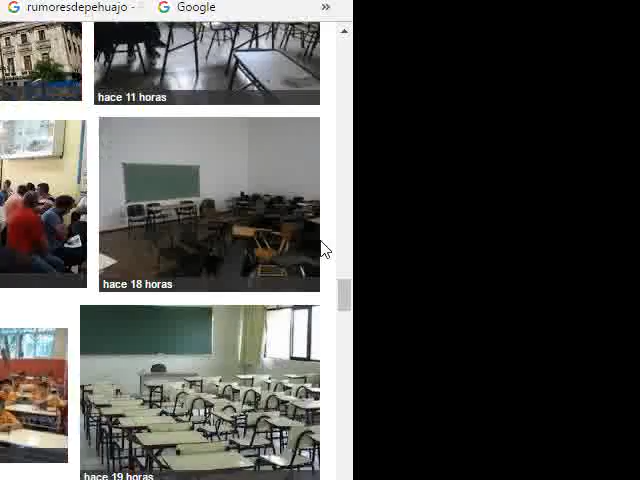 rumoresdepehuajo -
Google
»
hace 11 horas
hace 18 horas
hace 19 horas